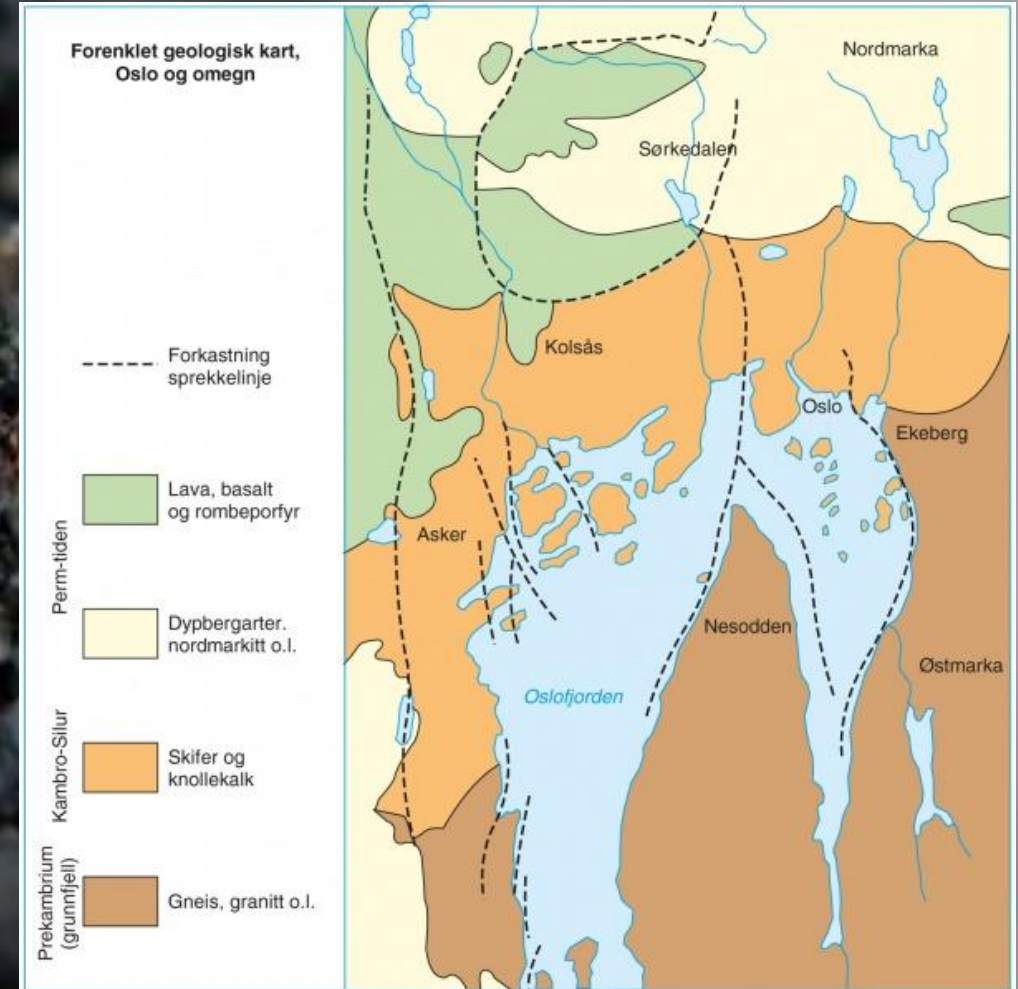 Forenklet geologisk kart,
Oslo og omegn
Forkastning
sprekkelinje
Perm-tiden
Lava, basalt
og rombeporfyr
Dypbergarter.
nordmarkitt o.l.
Kambro-Silur
Skifer og
knollekalk
Prekambrium
(grunnfjell)
Gneis, granitt o.l.
Nordmarka
Sørkedalen
Kolsås
Oslo
Ekeberg
Asker
Nesodden
Østmarka
Oslofjorden